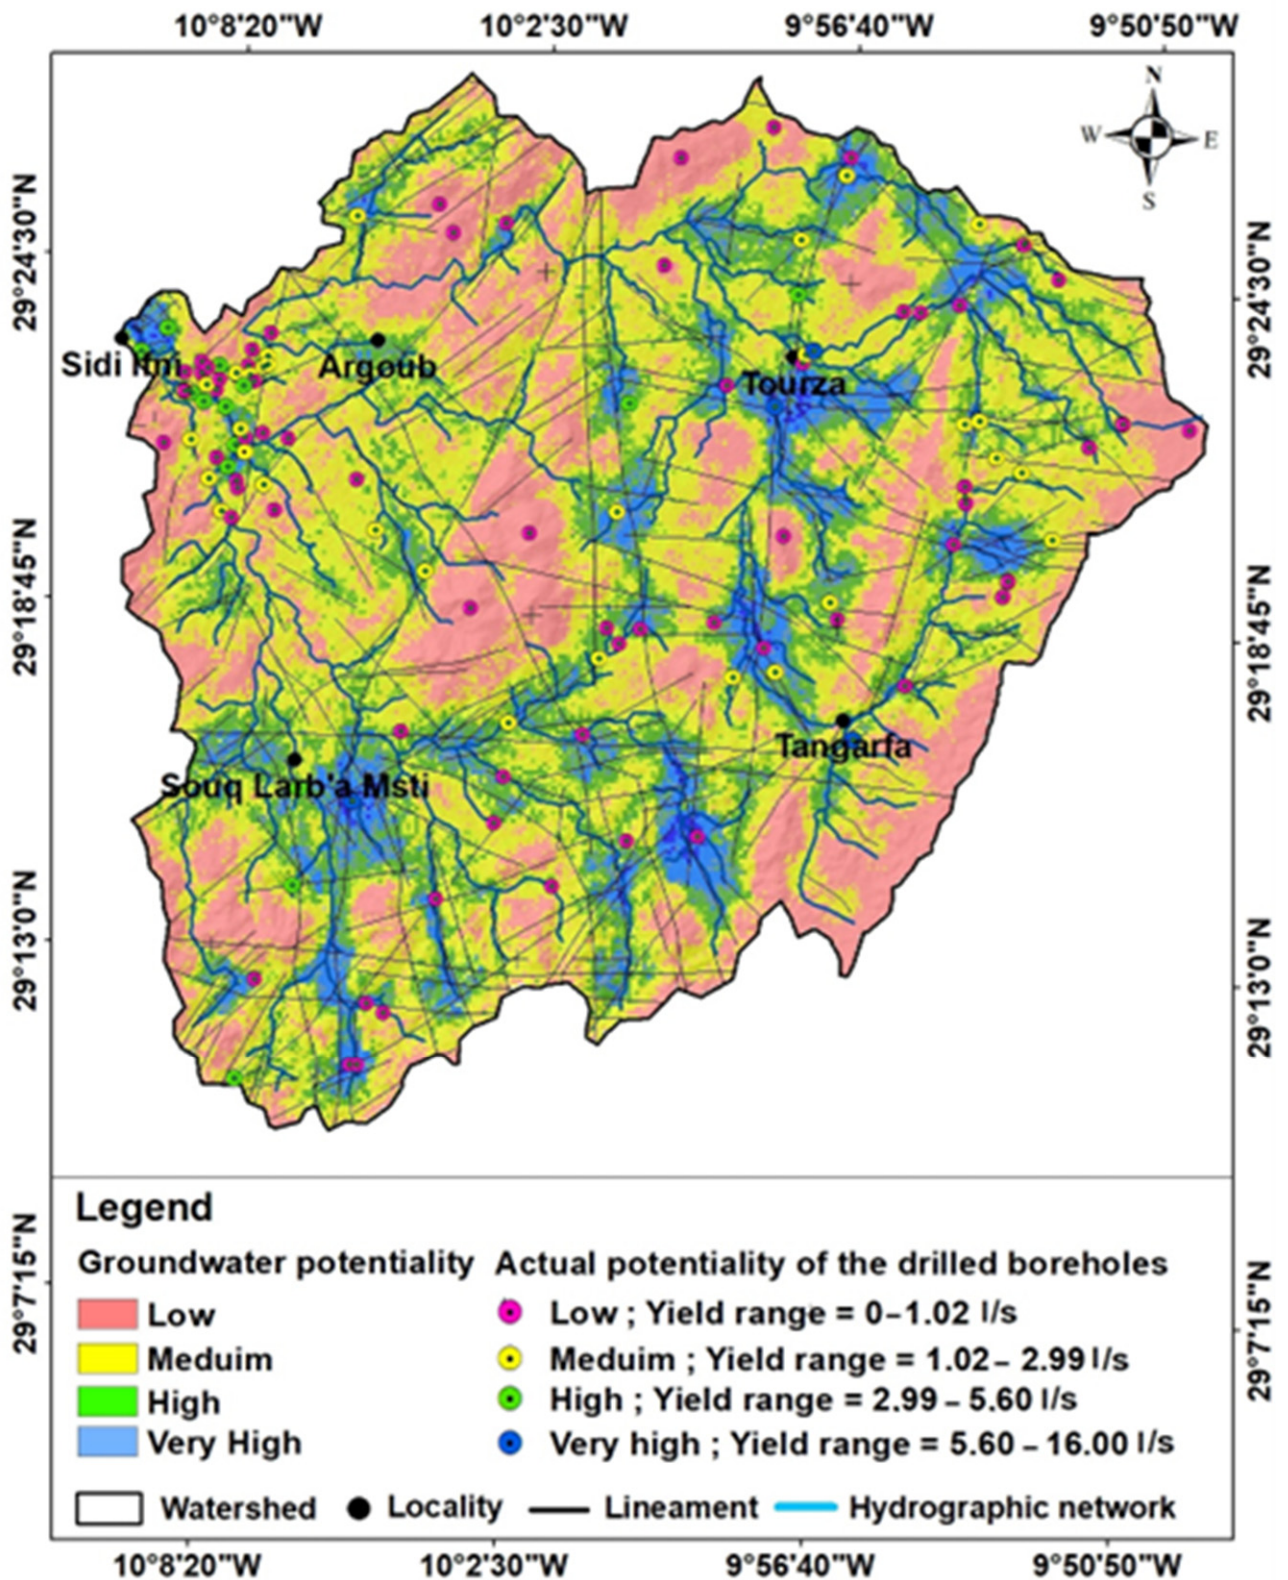 10°8'20"W 10°2'30"W 9°56'40"W 9°50'50"W
N
W E
S
29°24'30"N
29°24'30"N
Sidi Ifni
Argoub
Tourza
29°18'45"N
29°18'45"N
Tangarfa
Souq Larb'a Msti
29°13'0"N
29°13'0"N
Legend
Groundwater potentiality
Low
Meduim
High
Very High
Actual potentiality of the drilled boreholes
Low ; Yield range = 0–1.02 l/s
Meduim ; Yield range = 1.02 – 2.99 l/s
High ; Yield range = 2.99 – 5.60 l/s
Very high ; Yield range = 5.60 – 16.00 l/s
29°7'15"N
29°7'15"N
Watershed Locality Lineament Hydrographic network
10°8'20"W 10°2'30"W 9°56'40"W 9°50'50"W